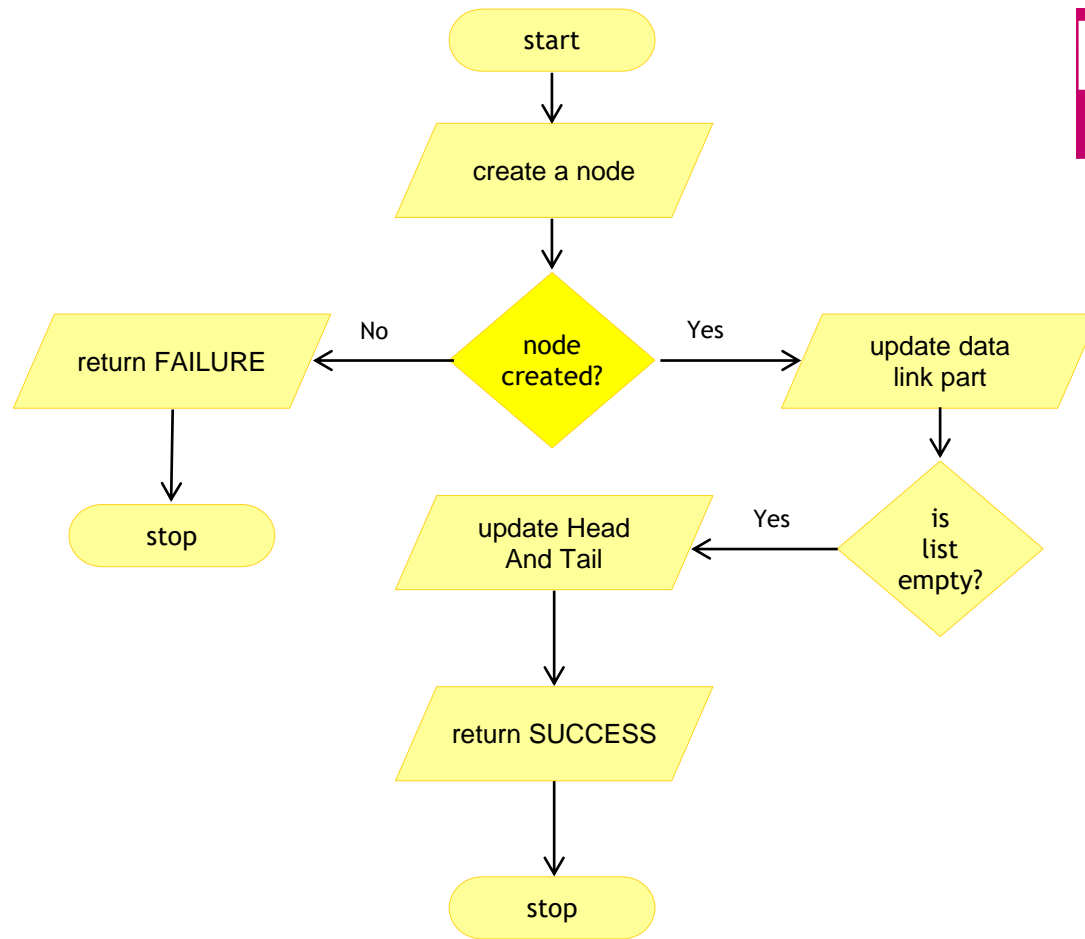 start
create a node
node
created?
No
Yes
return FAILURE
update data
link part
stop
update Head
And Tail
Yes
is
list
empty?
return SUCCESS
stop